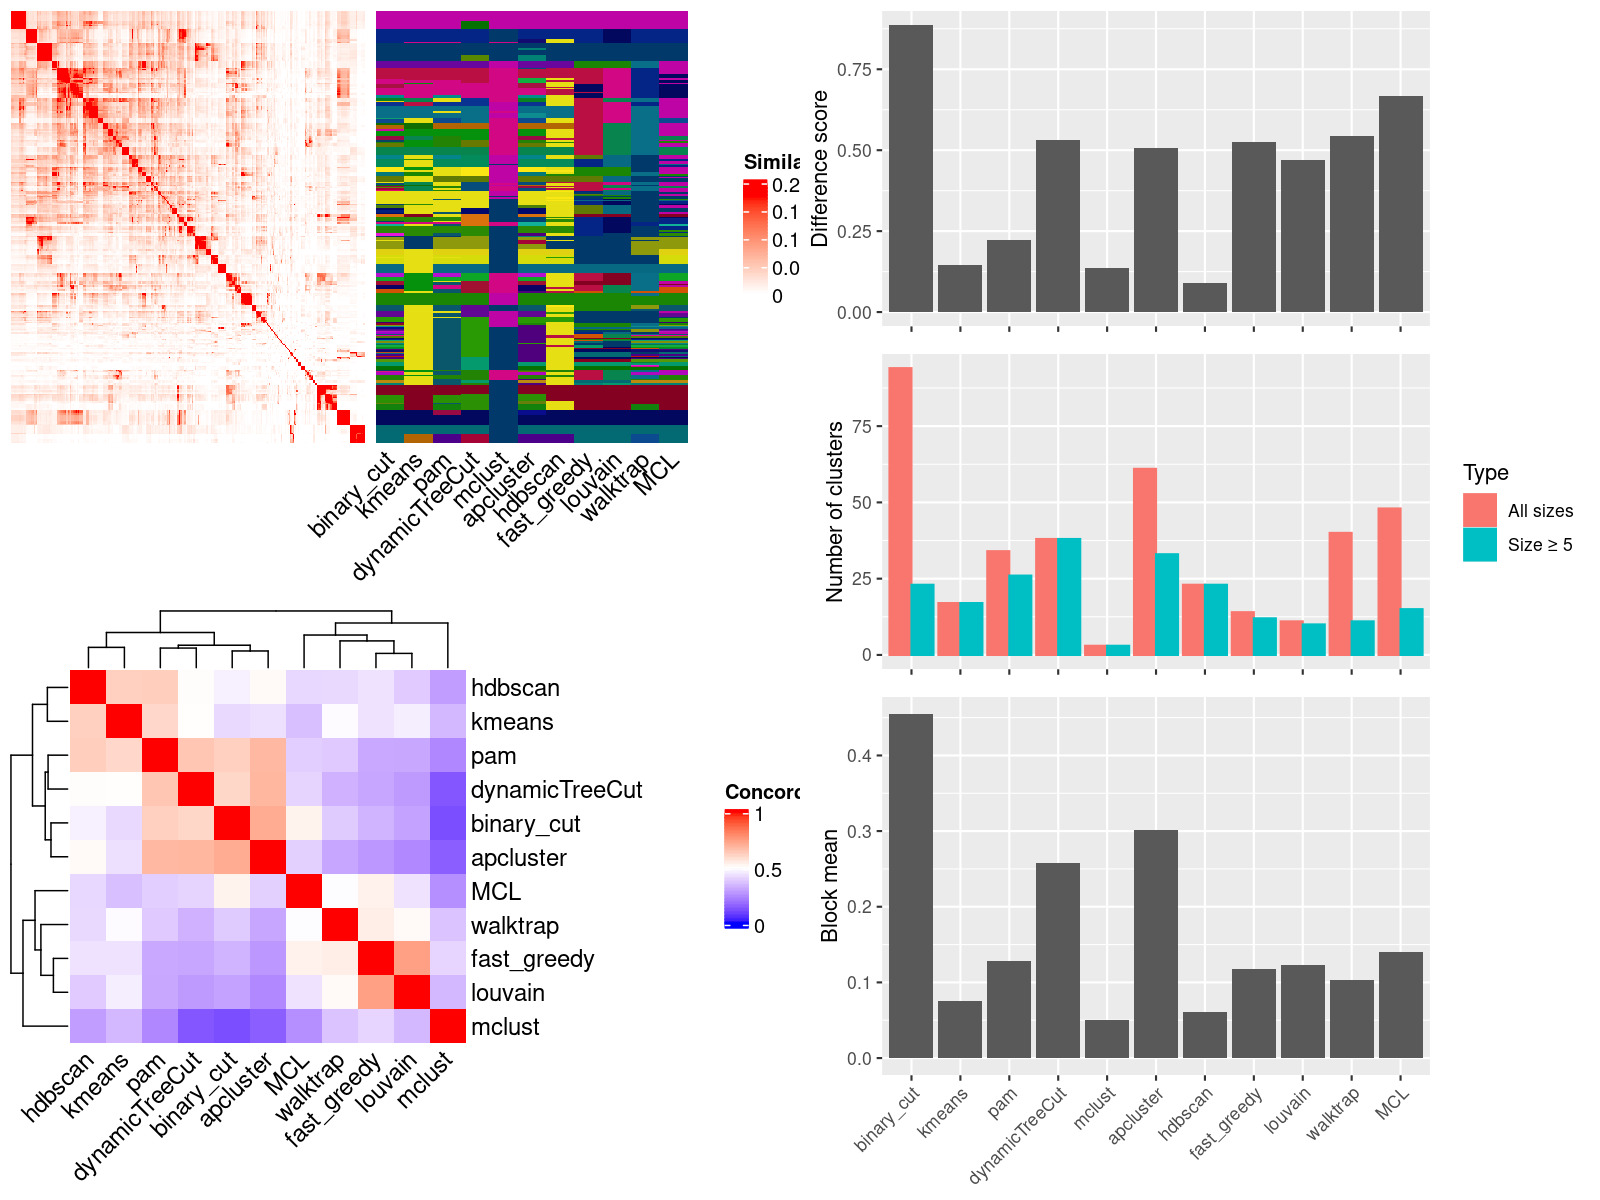 Simila
0.2
0.1
0.1
0.0
0
binary_cut
kmeans
pam
dynamicTreeCut
mclust
apcluster
hdbscan
fast_greedy
louvain
walktrap
MCL
Difference score
0.75
0.50
0.25
0.00
Number of clusters
75
50
25
0
Type
All sizes
Size ≥ 5
hdbscan
kmeans
pam
dynamicTreeCut
binary_cut
apcluster
MCL
walktrap
fast_greedy
louvain
mclust
hdbscan
kmeans
pam
dynamicTreeCut
binary_cut
apcluster
MCL
walktrap
fast_greedy
louvain
mclust
Concord
1
0.5
0
Block mean
0.4
0.3
0.2
0.1
0.0
binary_cut
kmeans
pam
dynamicTreeCut
mclust
apcluster
hdbscan
fast_greedy
louvain
walktrap
MCL